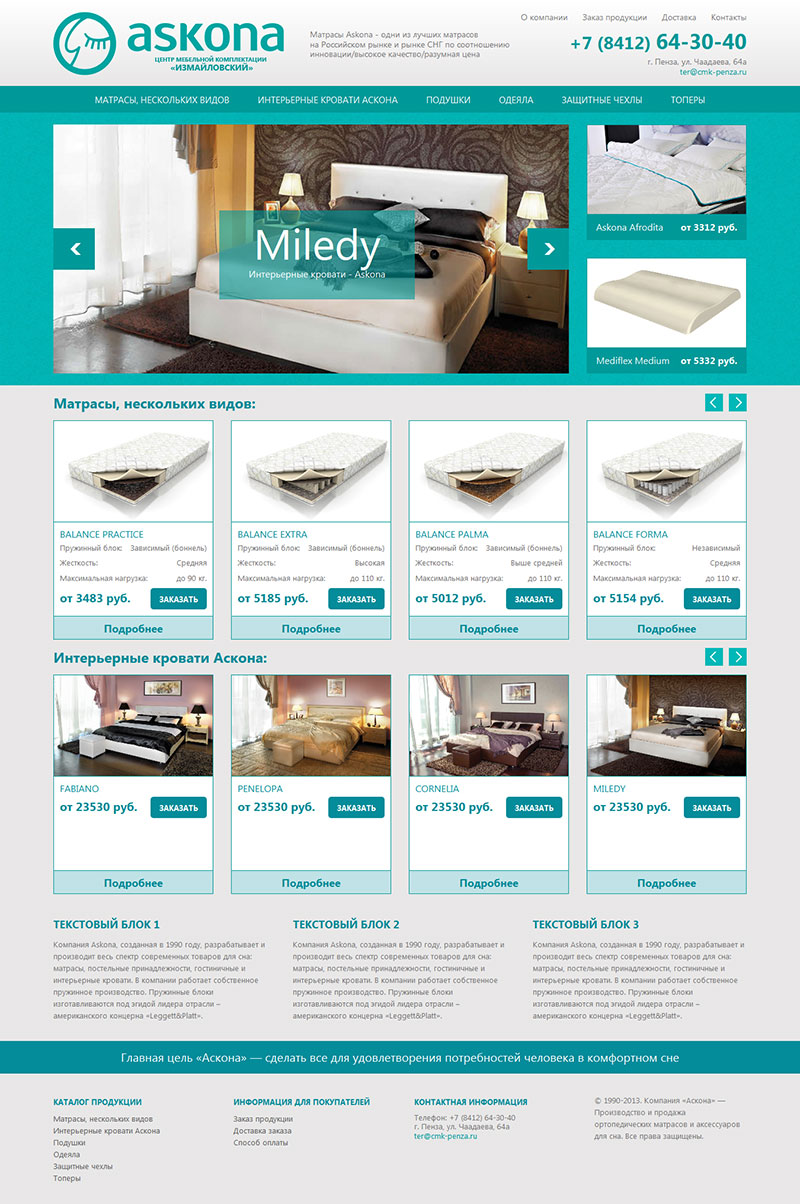 О компании Заказ продукции Доставка Контакты
askona
ЦЕНТР МЕБЕЛЬНОЙ КОМПЛЕКТАЦИИ
«ИЗМАЙЛОВСКИЙ»
Матрасы Askona - одни из лучших матрасов
на Российском рынке и рынке СНГ по соотношению
инновации/высокое качество/разумная цена
+7 (8412) 64-30-40
г. Пенза, ул. Чаадаева, 64а
ter@cmk-penza.ru
МАТРАСЫ, НЕСКОЛЬКИХ ВИДОВ ИНТЕРЬЕРНЫЕ КРОВАТИ АСКОНА ПОДУШКИ ОДЕЯЛА ЗАЩИТНЫЕ ЧЕХЛЫ ТОПЕРЫ
Miledy
Интерьерные кровати - Askona
Askona Afrodita от 3312 руб.
Mediflex Medium от 5332 руб.
Матрасы, нескольких видов:
BALANCE PRACTICE
Пружинный блок: Зависимый (боннель)
Жесткость: Средняя
Максимальная нагрузка: до 90 кг.
от 3483 руб. ЗАКАЗАТЬ
Подробнее
BALANCE EXTRA
Пружинный блок: Зависимый (боннель)
Жесткость: Высокая
Максимальная нагрузка: до 110 кг.
от 5185 руб. ЗАКАЗАТЬ
Подробнее
BALANCE PALMA
Пружинный блок: Зависимый (боннель)
Жесткость: Выше средней
Максимальная нагрузка: до 110 кг.
от 5012 руб. ЗАКАЗАТЬ
Подробнее
BALANCE FORMA
Пружинный блок: Независимый
Жесткость: Средняя
Максимальная нагрузка: до 110 кг.
от 5154 руб. ЗАКАЗАТЬ
Подробнее
Интерьерные кровати Аскона:
FABIANO
от 23530 руб. ЗАКАЗАТЬ
Подробнее
PENELOPA
от 23530 руб. ЗАКАЗАТЬ
Подробнее
CORNELIA
от 23530 руб. ЗАКАЗАТЬ
Подробнее
MILEDY
от 23530 руб. ЗАКАЗАТЬ
Подробнее
ТЕКСТОВЫЙ БЛОК 1
Компания Askona, созданная в 1990 году, разрабатывает и
производит весь спектр современных товаров для сна:
матрасы, постельные принадлежности, гостиничные и
интерьерные кровати. В компании работает собственное
пружинное производство. Пружинные блоки
изготавливаются под эгидой лидера отрасли –
американского концерна «Leggett&Platt».
ТЕКСТОВЫЙ БЛОК 2
Компания Askona, созданная в 1990 году, разрабатывает и
производит весь спектр современных товаров для сна:
матрасы, постельные принадлежности, гостиничные и
интерьерные кровати. В компании работает собственное
пружинное производство. Пружинные блоки
изготавливаются под эгидой лидера отрасли –
американского концерна «Leggett&Platt».
ТЕКСТОВЫЙ БЛОК 3
Компания Askona, созданная в 1990 году, разрабатывает и
производит весь спектр современных товаров для сна:
матрасы, постельные принадлежности, гостиничные и
интерьерные кровати. В компании работает собственное
пружинное производство. Пружинные блоки
изготавливаются под эгидой лидера отрасли –
американского концерна «Leggett&Platt».
Главная цель «Аскона» — сделать все для удовлетворения потребностей человека в комфортном сне
КАТАЛОГ ПРОДУКЦИИ
Матрасы, нескольких видов
Интерьерные кровати Аскона
Подушки
Одеяла
Защитные чехлы
Топеры
ИНФОРМАЦИЯ ДЛЯ ПОКУПАТЕЛЕЙ
Заказ продукции
Доставка заказа
Способ оплаты
КОНТАКТНАЯ ИНФОРМАЦИЯ
Телефон: +7 (8412) 64-30-40
г. Пенза, ул. Чаадаева, 64а
ter@cmk-penza.ru
© 1990-2013. Компания «Аскона» —
Производство и продажа
ортопедических матрасов и аксессуаров
для сна. Все права защищены.